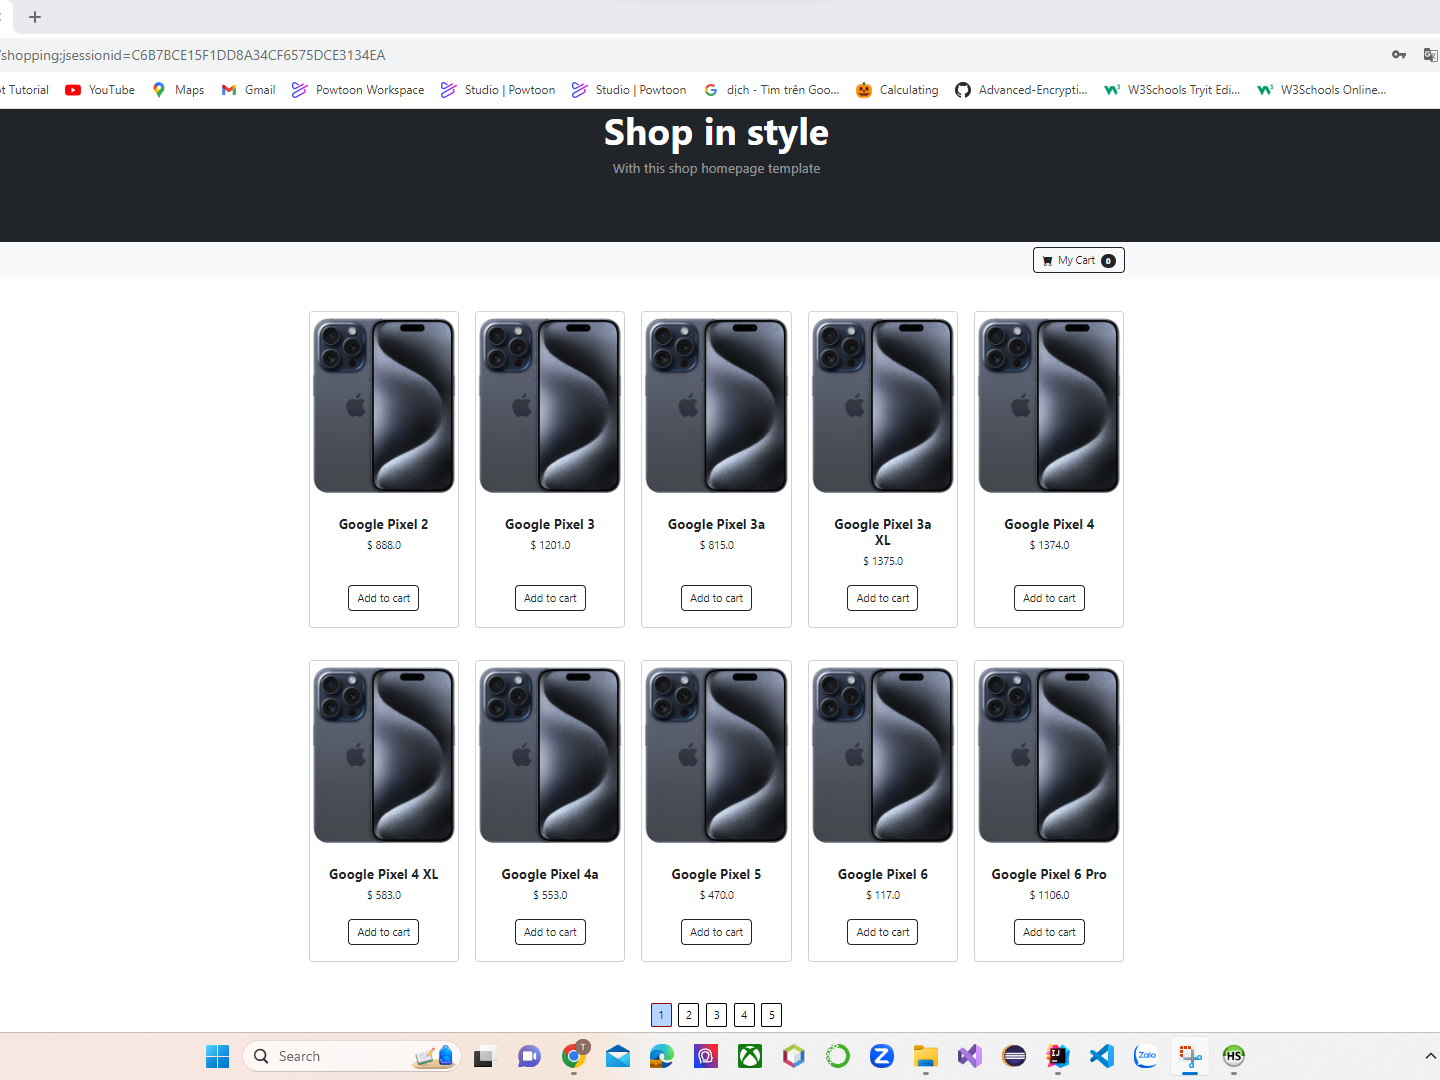 /shopping;jsessionid=C6B7BCE15F1DD8A34CF6575DCE3134EA
t Tutorial YouTube Maps Gmail Powtoon Workspace Studio | Powtoon Studio | Powtoon dịch - Tìm trên Goo... Calculating Advanced-Encrypti... W3Schools Tryit Edi... W3Schools Online...
Shop in style
With this shop homepage template
My Cart 0
Google Pixel 2
$ 888.0
Add to cart
Google Pixel 3
$ 1201.0
Add to cart
Google Pixel 3a
$ 815.0
Add to cart
Google Pixel 3a
XL
$ 1375.0
Add to cart
Google Pixel 4
$ 1374.0
Add to cart
Google Pixel 4 XL
$ 583.0
Add to cart
Google Pixel 4a
$ 553.0
Add to cart
Google Pixel 5
$ 470.0
Add to cart
Google Pixel 6
$ 117.0
Add to cart
Google Pixel 6 Pro
$ 1106.0
Add to cart
1 2 3 4 5
Search T Z IJ Zalo HS